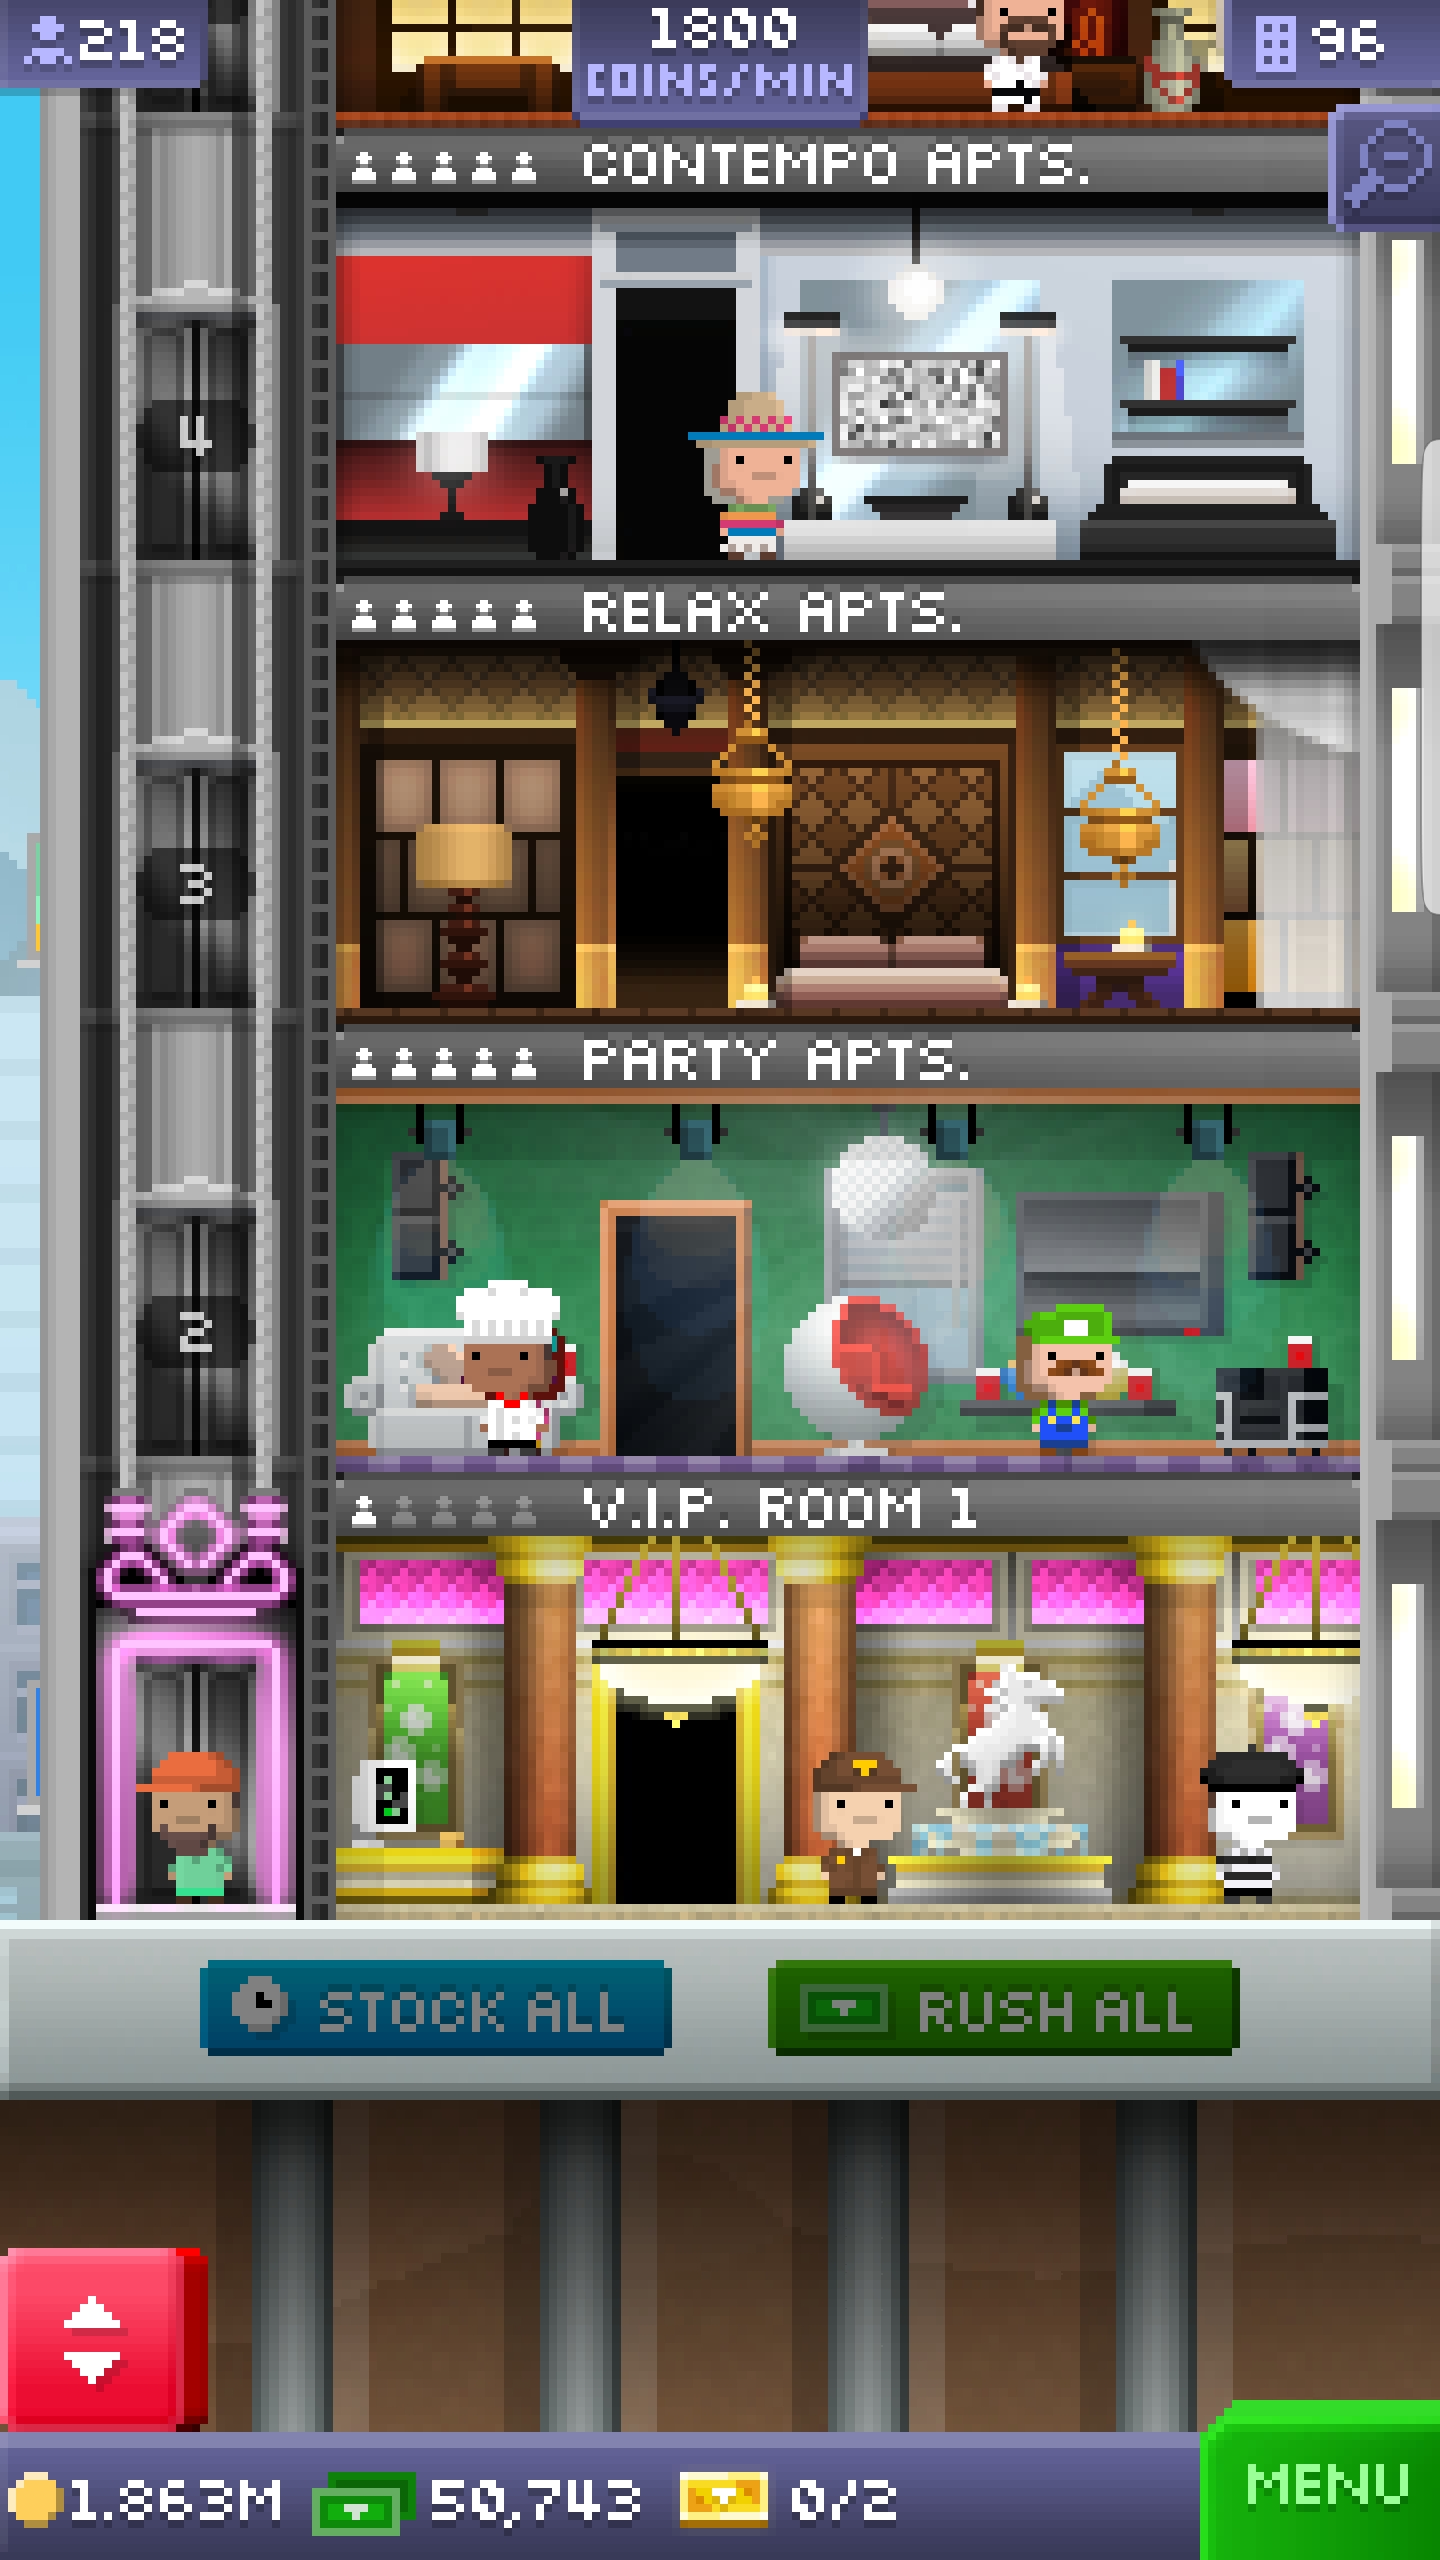 218
1800
COINS/MIN
96
CONTEMPO APTS.
4
RELAX APTS.
3
PARTY APTS.
2
V.I.P. ROOM 1
STOCK ALL
RUSH ALL
1.863M
50,743
0/2
MENU